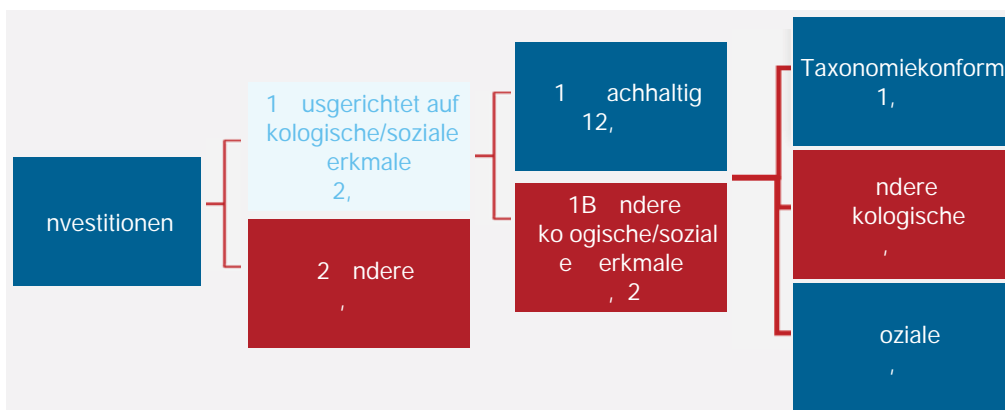 nvestitionen
1 usgerichtet auf
kologische/soziale
erkmale
2,
2 ndere
,
1 achhaltig
12,
1B ndere
ko ogische/sozial
e erkmale
, 2
Taxonomiekonform
1,
ndere
kologische
,
oziale
,